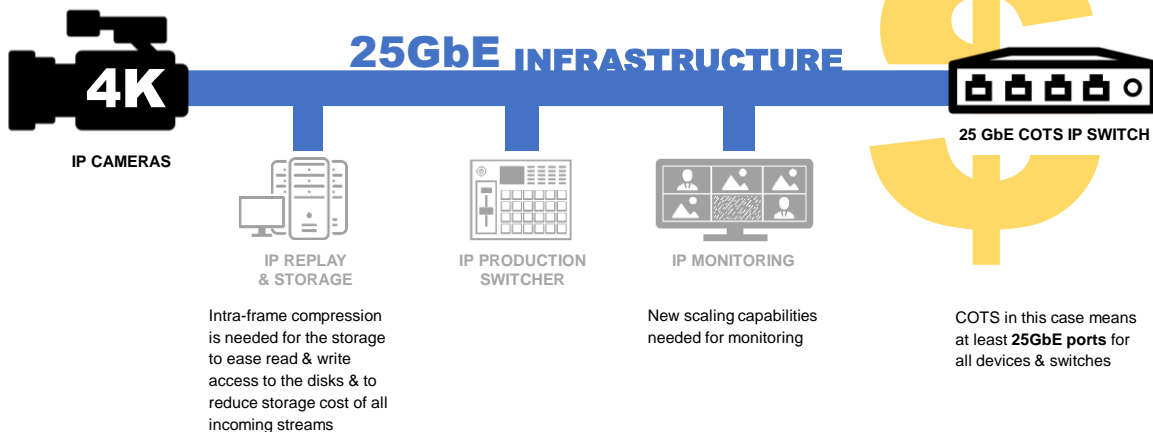 25GbE INFRASTRUCTURE
4K
$
IP CAMERAS
25 GbE COTS IP SWITCH
IP REPLAY
& STORAGE
IP PRODUCTION
SWITCHER
IP MONITORING
Intra-frame compression
is needed for the storage
to ease read & write
access to the disks & to
reduce storage cost of all
incoming streams
New scaling capabilities
needed for monitoring
COTS in this case means
at least 25GbE ports for
all devices & switches